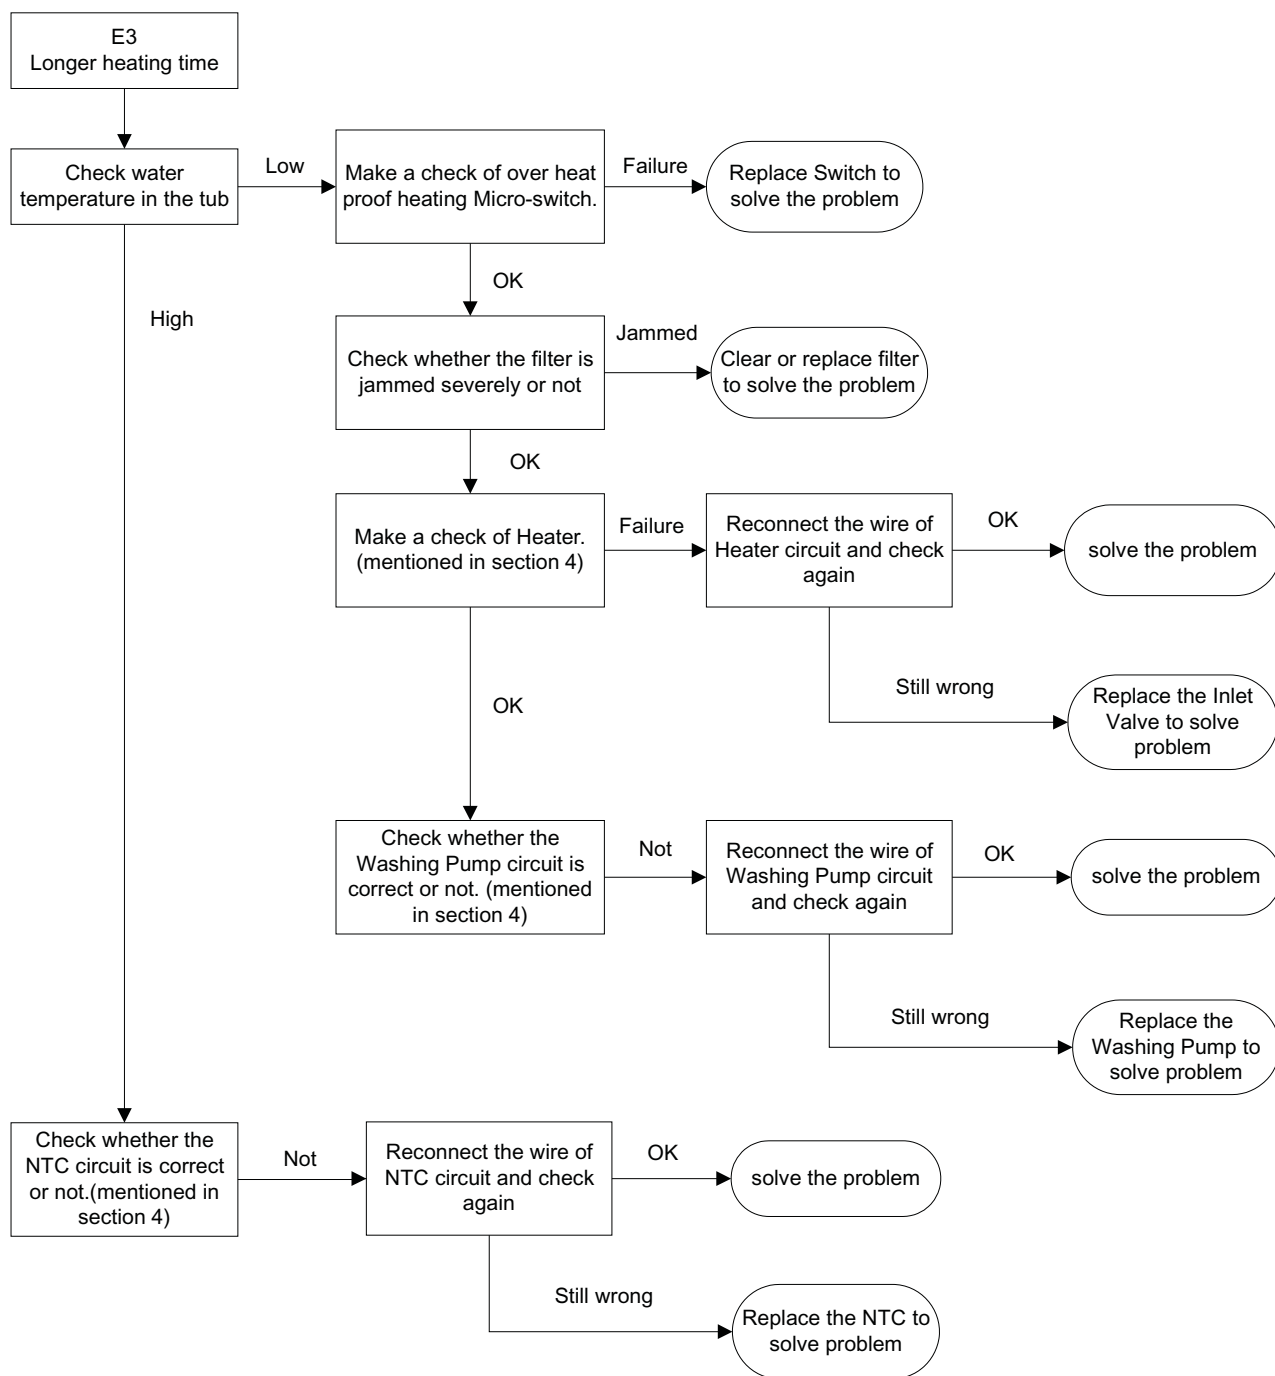 E3
Longer heating time
Check water
temperature in the tub
Low
Make a check of over heat
proof heating Micro-switch.
Failure
Replace Switch to
solve the problem
OK
High
Check whether the filter is
jammed severely or not
Jammed
Clear or replace filter
to solve the problem
OK
Make a check of Heater.
(mentioned in section 4)
Failure
Reconnect the wire of
Heater circuit and check
again
OK
solve the problem
Still wrong
Replace the Inlet
Valve to solve
problem
OK
Check whether the
Washing Pump circuit is
correct or not. (mentioned
in section 4)
Not
Reconnect the wire of
Washing Pump circuit
and check again
OK
solve the problem
Still wrong
Replace the
Washing Pump to
solve problem
Check whether the
NTC circuit is correct
or not.(mentioned in
section 4)
Not
Reconnect the wire of
NTC circuit and check
again
OK
solve the problem
Still wrong
Replace the NTC to
solve problem